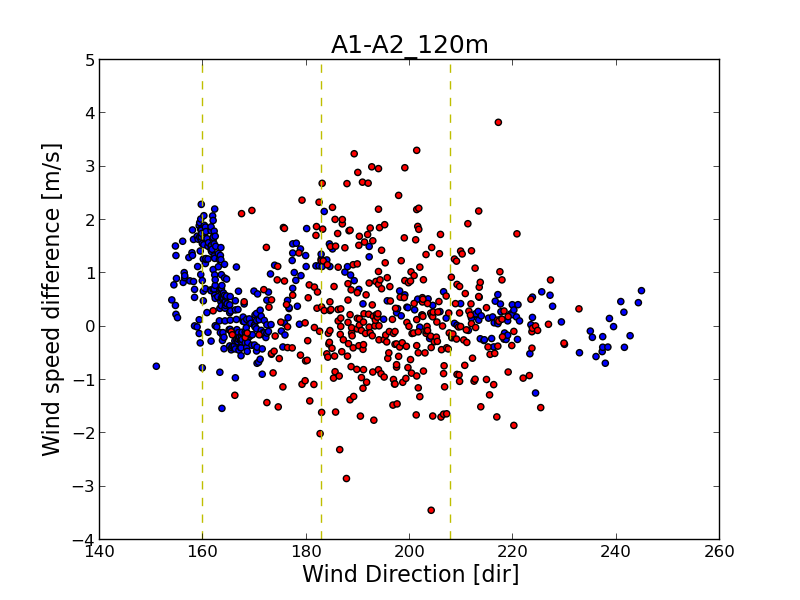 A1-A2_120m
Wind speed difference [m/s]
5
4
3
2
1
0
−1
−2
−3
−4
140 160 180 200 220 240 260
Wind Direction [dir]